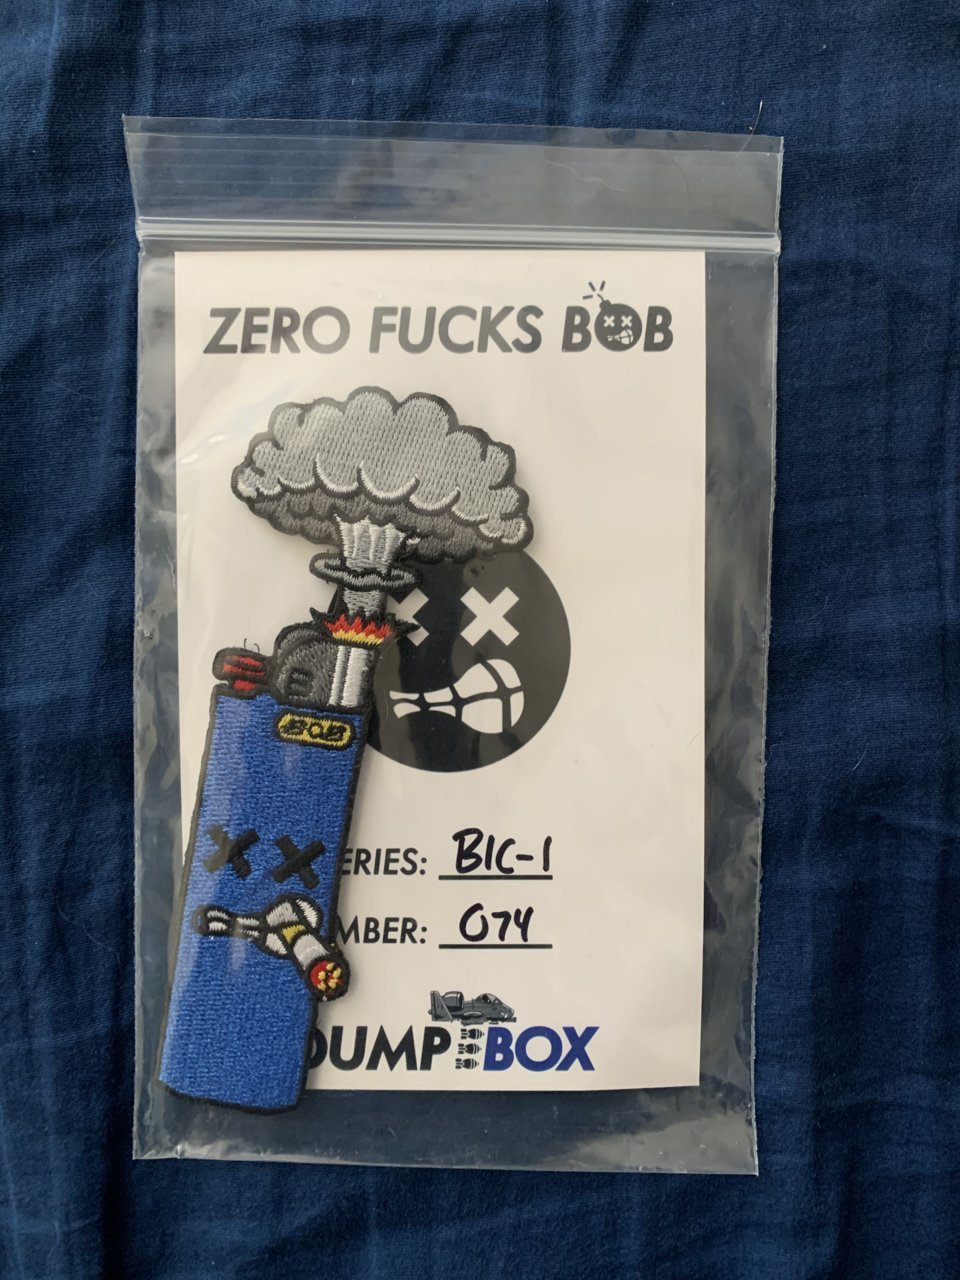 ZERO FUCKS BOB
BOB
ERIES: BIC-1
MBER: 074
DUMP BOX